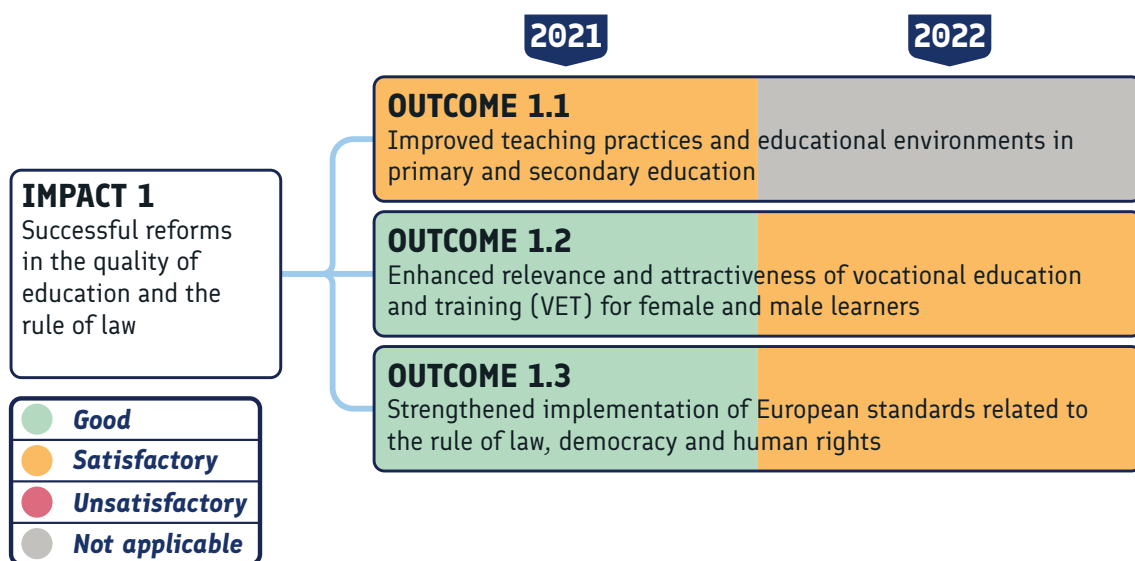 2021
2022
OUTCOME 1.1
Improved teaching practices and educational environments in
primary and secondary education
IMPACT 1
Successful reforms
in the quality of
education and the
rule of law
OUTCOME 1.2
Enhanced relevance and attractiveness of vocational education
and training (VET) for female and male learners
OUTCOME 1.3
Strengthened implementation of European standards related to
the rule of law, democracy and human rights
Good
Satisfactory
Unsatisfactory
Not applicable